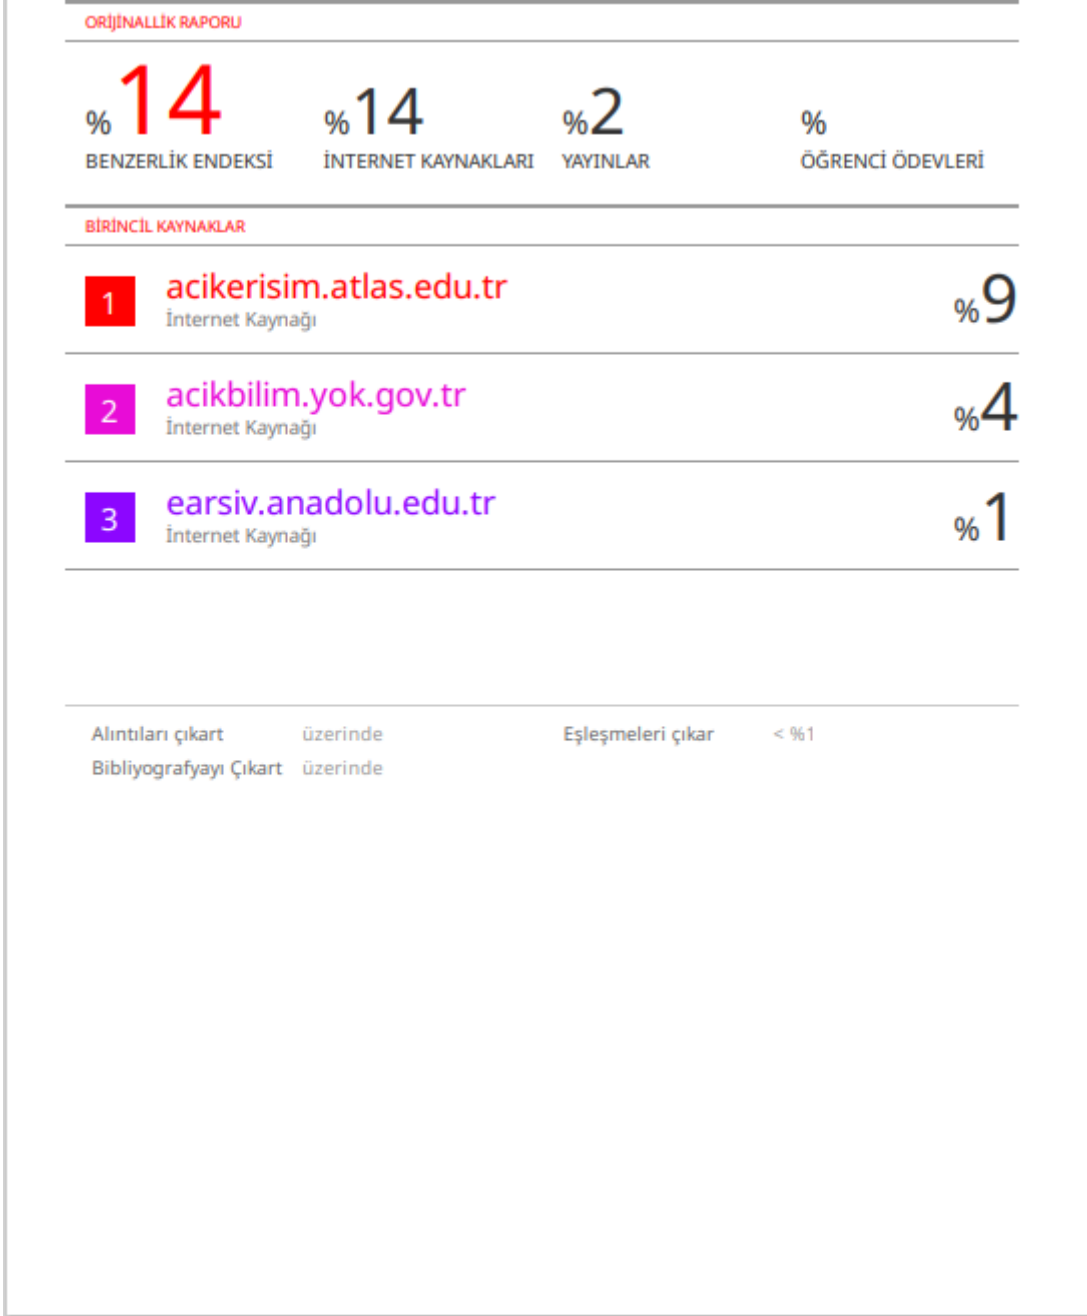 ORİJİNALLİK RAPORU
%14 %14 %2 %
BENZERLİK ENDEKSİ İNTERNET KAYNAKLARI YAYINLAR ÖĞRENCİ ÖDEVLERİ
BİRİNCİL KAYNAKLAR
1 acikerisim.atlas.edu.tr %9
İnternet Kaynağı
2 acikbilim.yok.gov.tr %4
İnternet Kaynağı
3 earsiv.anadolu.edu.tr %1
İnternet Kaynağı
Alıntıları çıkart üzerinde Eşleşmeleri çıkar < %1
Bibliyografyayı Çıkart üzerinde